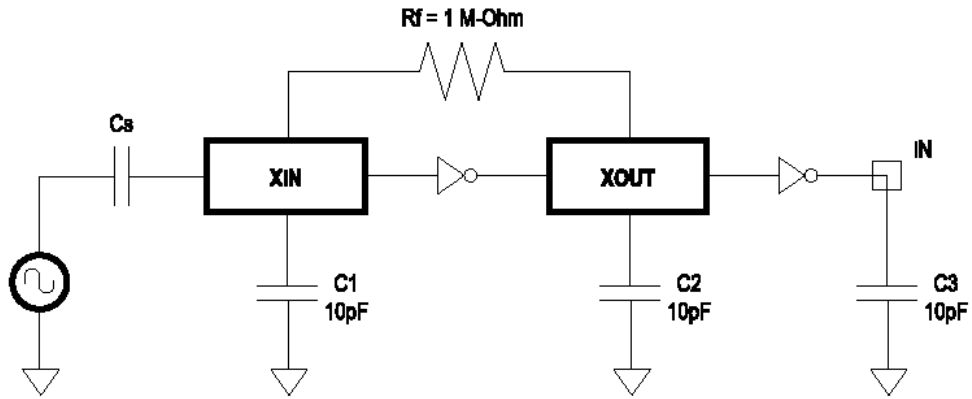 Rf = 1 M-Ohm
Cs
XIN
XOUT
IN
C1
10pF
C2
10pF
C3
10pF